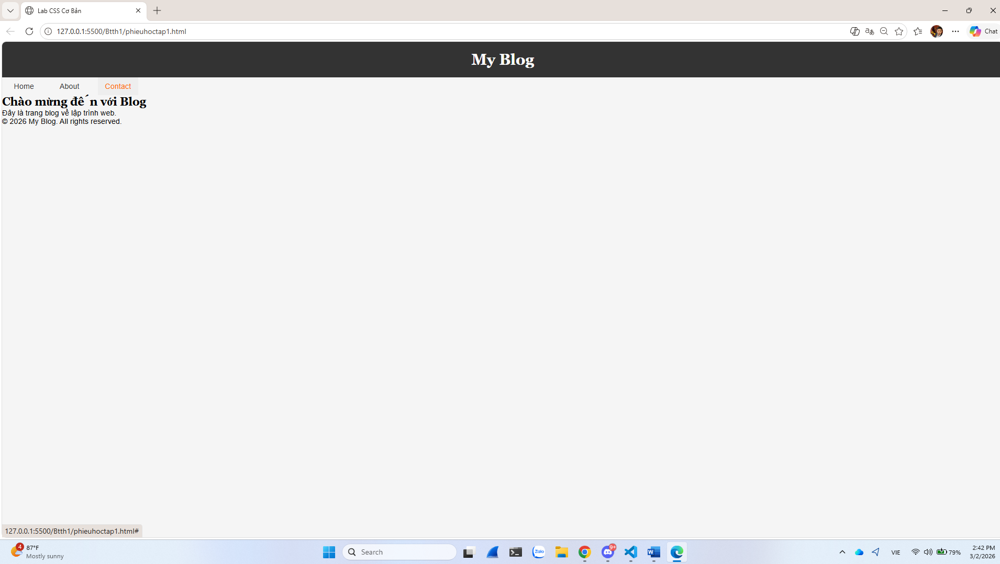 Lab CSS Cơ Bản
127.0.0.1:5500/Btth1/phieuhoctap1.html
Chat
My Blog
Home About Contact
Chào mừng đến với Blog
Đây là trang blog về lập trình web.
© 2026 My Blog. All rights reserved.
127.0.0.1:5500/Btth1/phieuhoctap1.html#
4
87°F
Mostly sunny
Search
Zalo
9+
W
VIE
79%
2:42 PM
3/2/2026